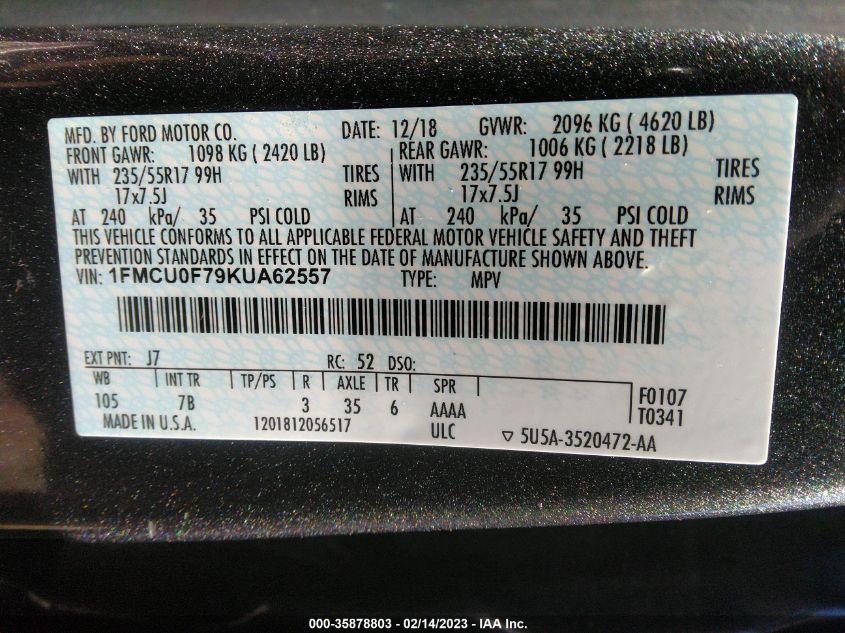 MFD. BY FORD MOTOR CO. DATE: 12/18 GVWR: 2096 KG ( 4620 LB)
FRONT GAWR: 1098 KG ( 2420 LB) REAR GAWR: 1006 KG ( 2218 LB)
WITH 235/55R17 99H TIRES WITH 235/55R17 99H TIRES
17x7.5J RIMS 17x7.5J RIMS
AT 240 kPa/ 35 PSI COLD AT 240 kPa/ 35 PSI COLD
THIS VEHICLE CONFORMS TO ALL APPLICABLE FEDERAL MOTOR VEHICLE SAFETY AND THEFT
PREVENTION STANDARDS IN EFFECT ON THE DATE OF MANUFACTURE SHOWN ABOVE.
VIN: 1FMCU0F79KUA62557 TYPE: MPV
EXT PNT: J7 RC: 52 DSO:
WB INT TR TP/PS R AXLE TR SPR F0107
105 7B 3 35 6 AAAA T0341
MADE IN U.S.A. 1201812056517 ULC ▽ 5U5A-3520472-AA
000-35878803 - 02/14/2023 - IAA Inc.